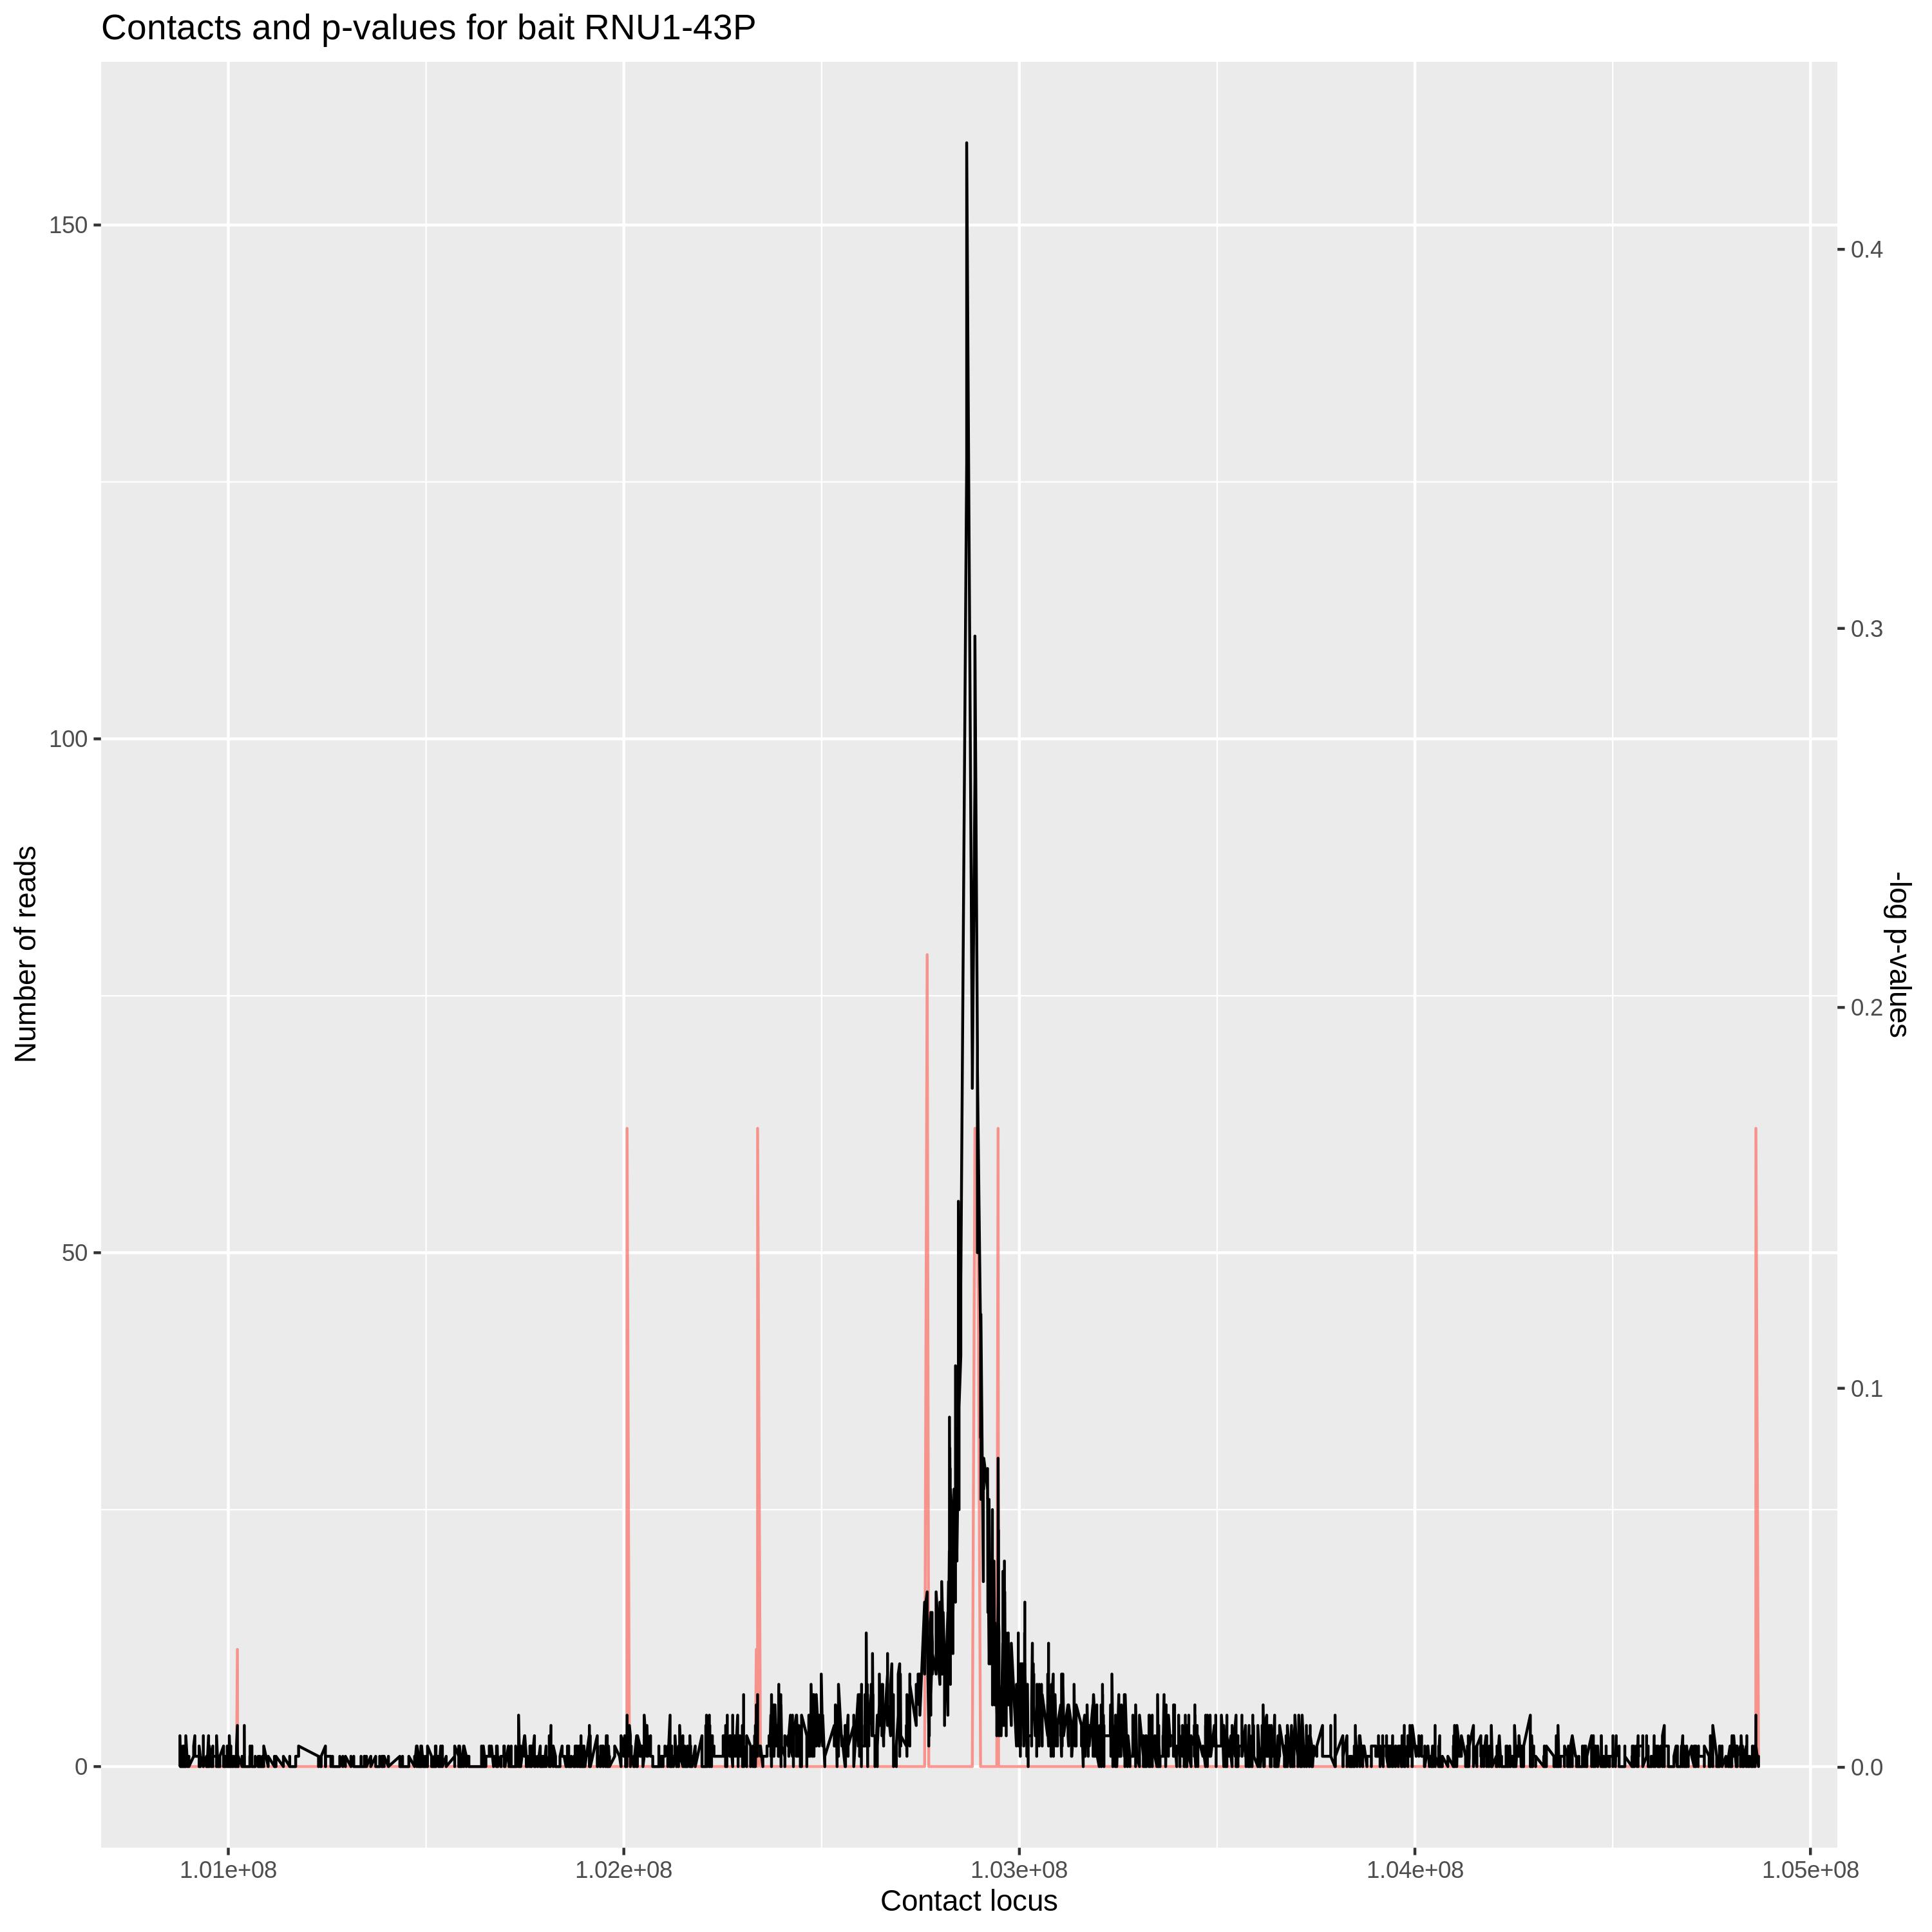 Contacts and p-values for bait RNU1-43P
150
100
50
0
Number of reads
0.4
0.3
0.2
0.1
0.0
-log p-values
1.01e+08 1.02e+08 1.03e+08 1.04e+08 1.05e+08
Contact locus